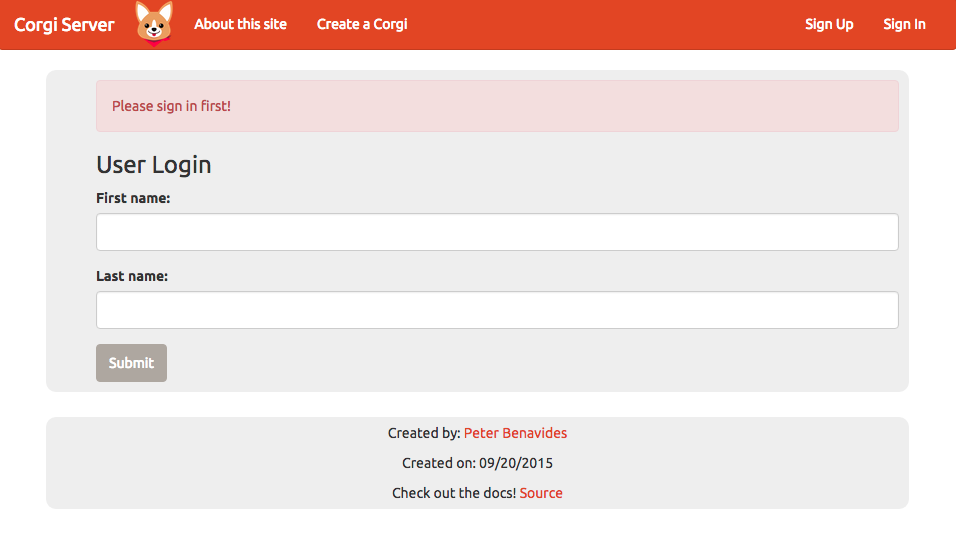 Corgi Server About this site Create a Corgi Sign Up Sign In
Please sign in first!
User Login
First name:
Last name:
Submit
Created by: Peter Benavides
Created on: 09/20/2015
Check out the docs! Source